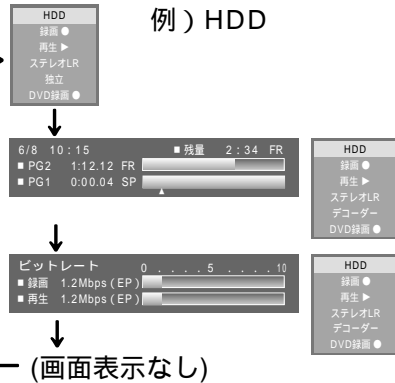 例）HDD
HDD
録画 ●
再生 ▶
ステレオLR
独立
DVD録画 ●
6/8 10：15 ■ 残量 2：34 FR
■ PG2 1:12.12 FR
■ PG1 0:00.04 SP
HDD
録画 ●
再生 ▶
ステレオLR
デコーダー
DVD録画 ●
ビットレート 0 . . . . 5 . . . . 10
■ 録画 1.2Mbps（EP）
■ 再生 1.2Mbps（EP）
HDD
録画 ●
再生 ▶
ステレオLR
デコーダー
DVD録画 ●
(画面表示なし)